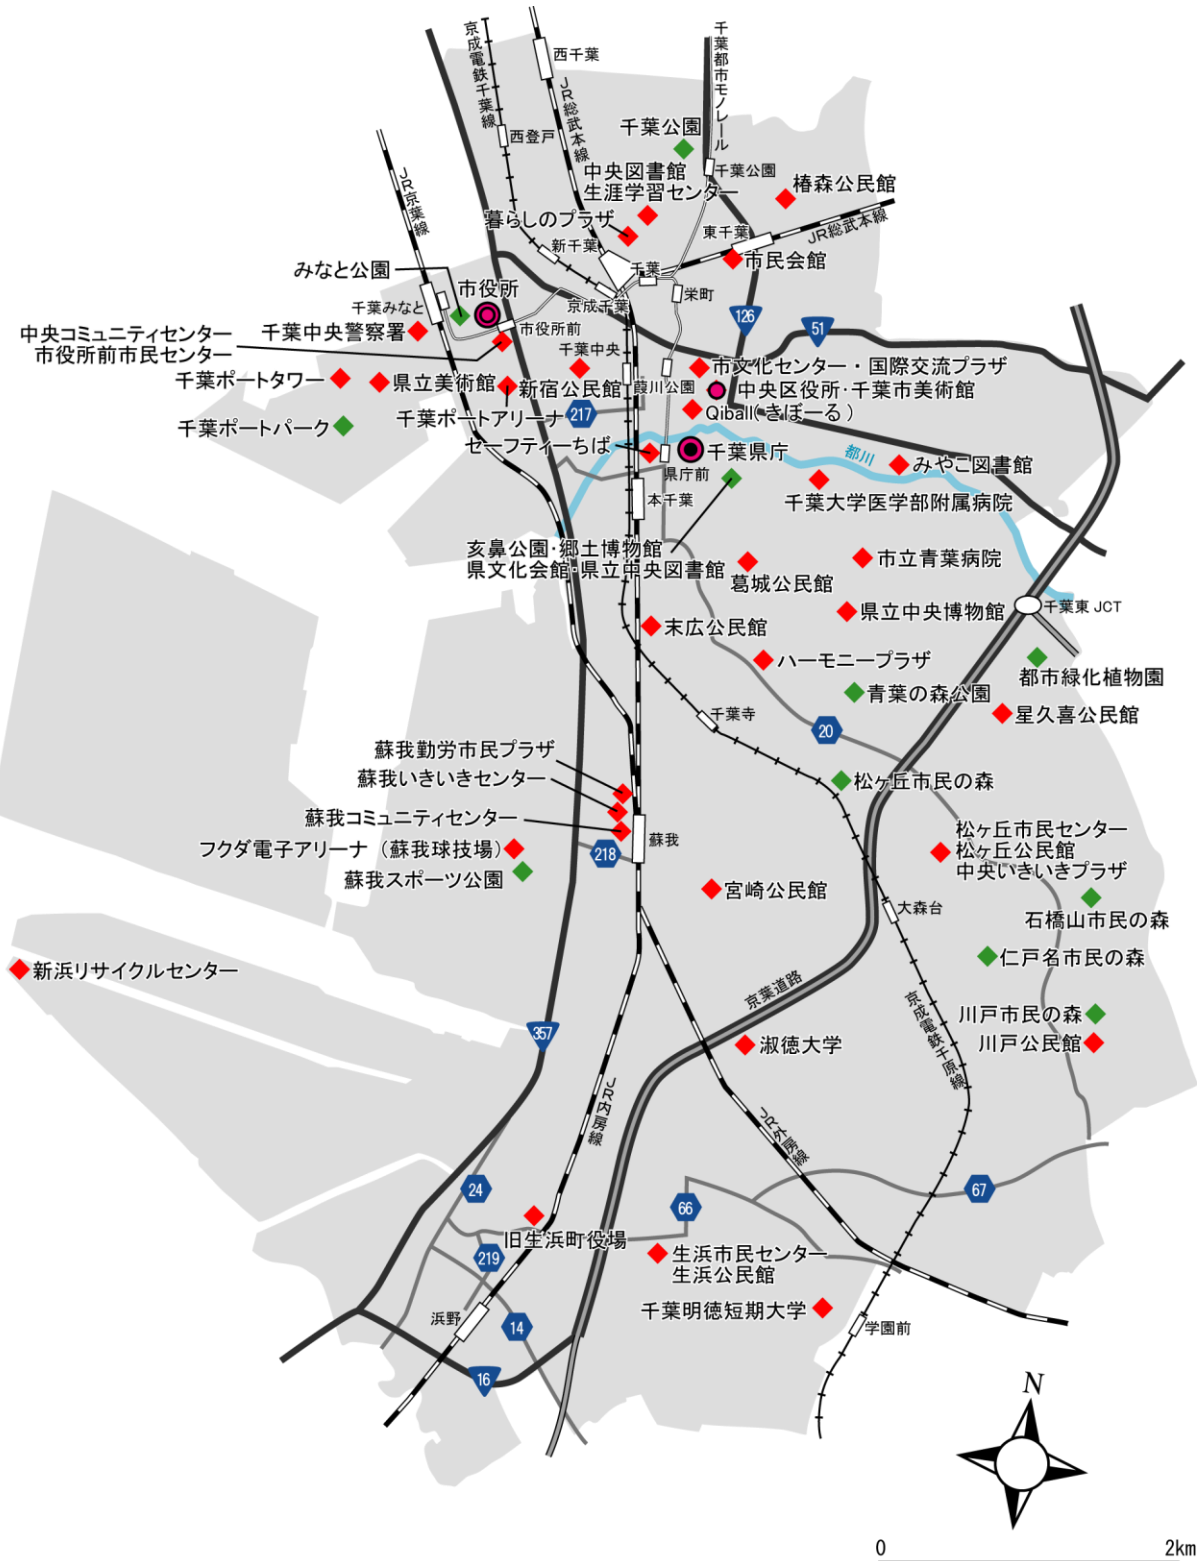 京成電鉄千葉線
西千葉
JR総武本線
千葉都市モノレール
西登戸
千葉公園
千葉公園
中央図書館
生涯学習センター
椿森公民館
JR京葉線
暮らしのプラザ
新千葉
東千葉
JR総武本線
市民会館
みなと公園
市役所
千葉
千葉みなと
京成千葉
栄町
中央コミュニティセンター
市役所前市民センター
千葉中央警察署
市役所前
126
51
千葉中央
市文化センター・国際交流プラザ
千葉ポートタワー
県立美術館
新宿公民館
葭川公園
中央区役所・千葉市美術館
千葉ポートアリーナ
217
Qiball(きぼーる)
千葉ポートパーク
セーフティーちば
千葉県庁
都川
みやこ図書館
県庁前
千葉大学医学部附属病院
本千葉
亥鼻公園・郷土博物館
県文化会館・県立中央図書館
葛城公民館
市立青葉病院
県立中央博物館
千葉東 JCT
末広公民館
ハーモニープラザ
都市緑化植物園
青葉の森公園
千葉寺
星久喜公民館
20
蘇我勤労市民プラザ
蘇我いきいきセンター
松ヶ丘市民の森
蘇我コミュニティセンター
フクダ電子アリーナ(蘇我球技場)
218
蘇我
松ヶ丘市民センター
松ヶ丘公民館
中央いきいきプラザ
蘇我スポーツ公園
宮崎公民館
大森台
石橋山市民の森
仁戸名市民の森
新浜リサイクルセンター
京葉道路
京成電鉄千原線
川戸市民の森
357
淑徳大学
川戸公民館
JR内房線
JR外房線
24
66
67
旧生浜町役場
219
生浜市民センター
生浜公民館
千葉明徳短期大学
浜野
14
学園前
16
N
0
2km